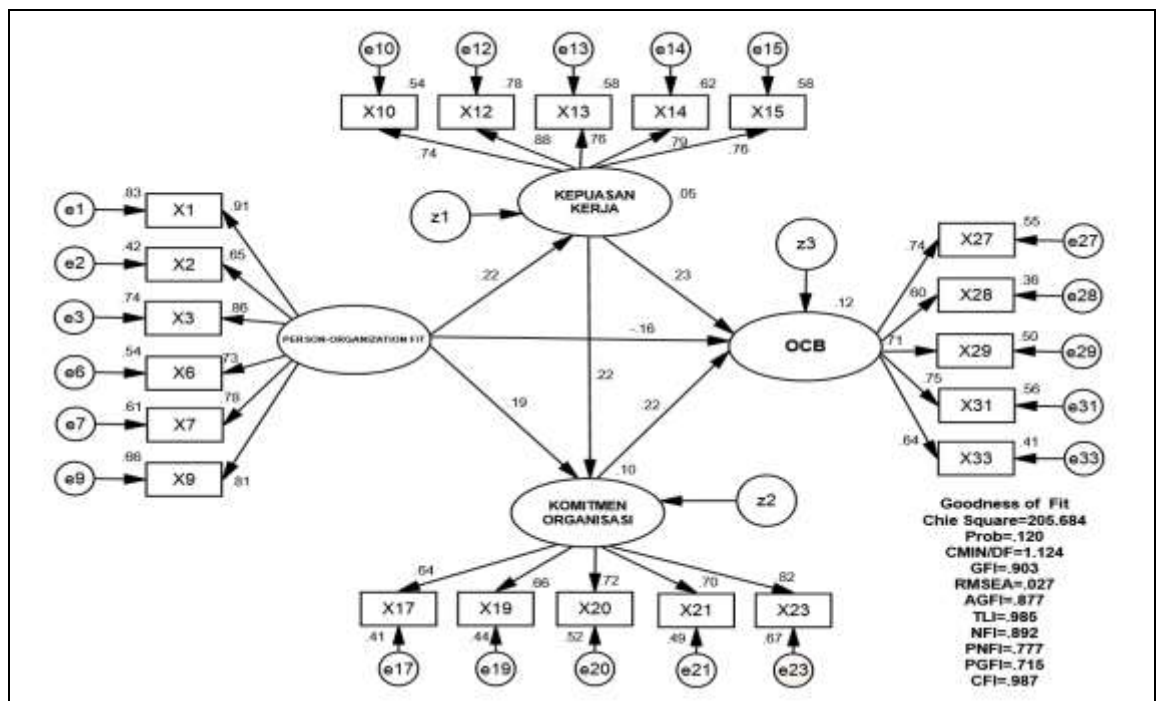 e10 e12 e13 e14 e15
.54 .78 .58 .62 .58
X10 X12 X13 X14 X15
.74 .88 .76 .79 .76
KEPUASAN
KERJA
.05
z1
.83
e1 X1 .91
.42
e2 X2 .65
.74
e3 X3 .86
.54
e6 X6 .73
.61
e7 X7 .78
.66
e9 X9 .81
PERSON-ORGANIZATION FIT
.22
.23
-.16
.22
.19
.22
z3
.12
OCB
.74 X27 .55 e27
.60 X28 .36 e28
.71 X29 .50 e29
.75 X31 .56 e31
.64 X33 .41 e33
.10
KOMITMEN
ORGANISASI
z2
.64 .66 .72 .70 .82
X17 X19 X20 X21 X23
.41 .44 .52 .49 .67
e17 e19 e20 e21 e23
Goodness of Fit
Chie Square=205.684
Prob=.120
CMIN/DF=1.124
GFI=.903
RMSEA=.027
AGFI=.877
TLI=.985
NFI=.892
PNFI=.777
PGFI=.715
CFI=.987